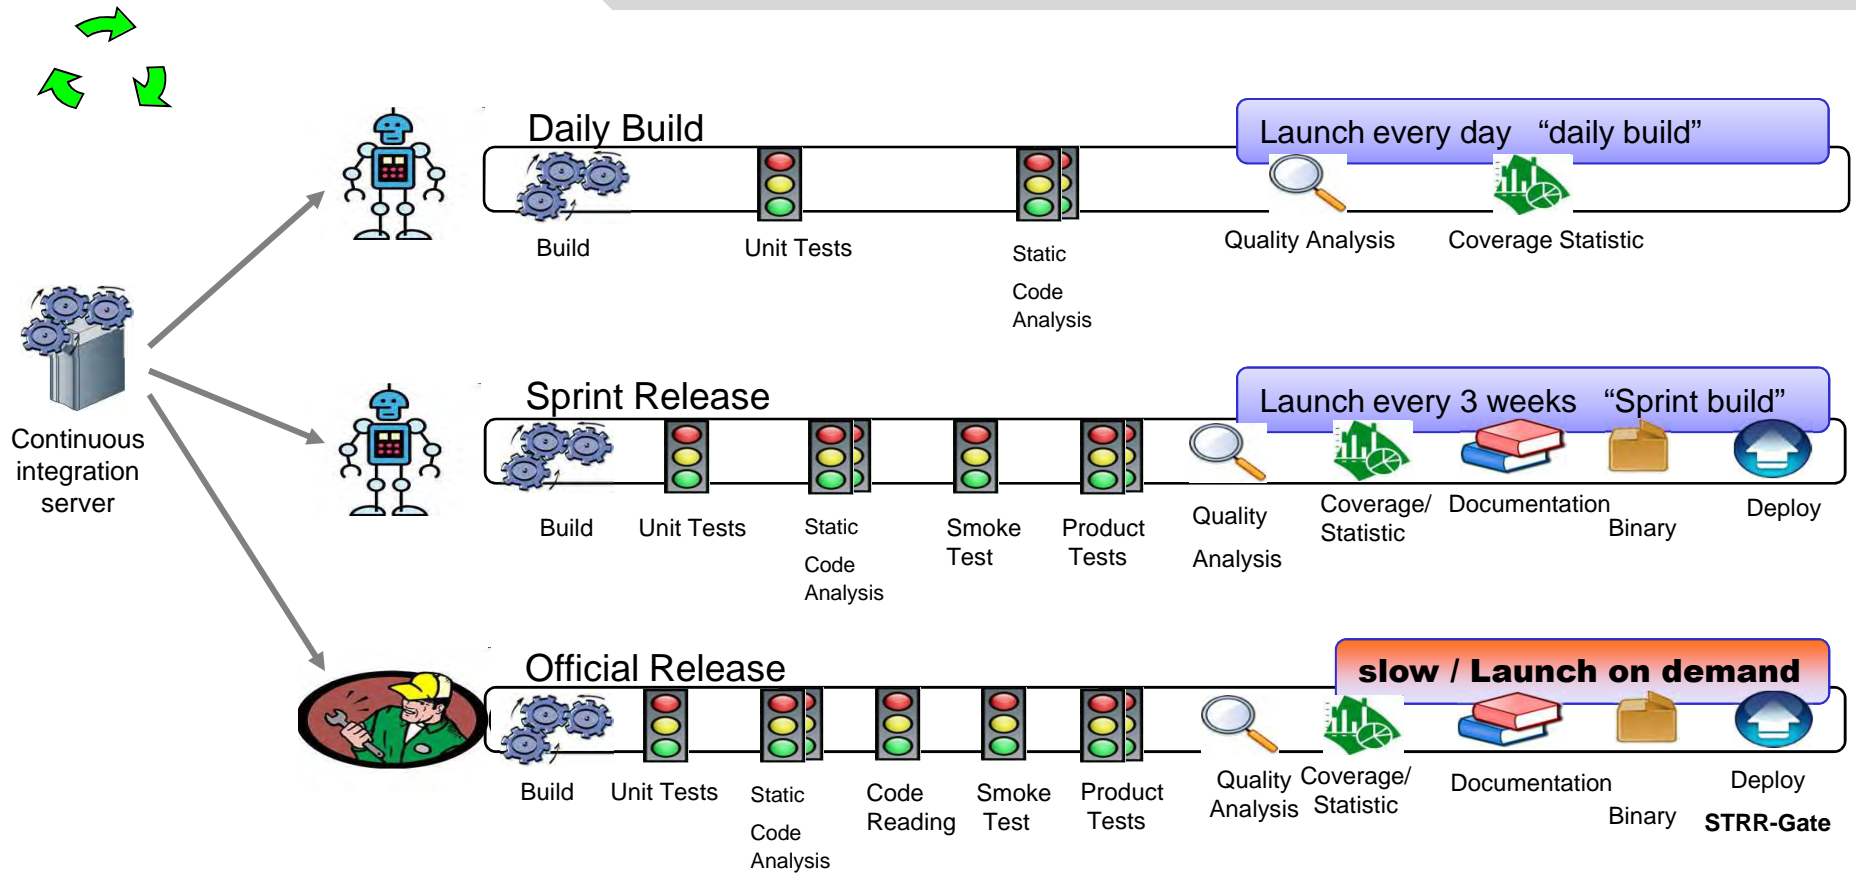 Daily Build
Launch every day “daily build”
Build
Unit Tests
Static
Code
Analysis
Quality Analysis
Coverage Statistic
Continuous
integration
server
Sprint Release
Launch every 3 weeks “Sprint build”
Build
Unit Tests
Static
Code
Analysis
Smoke
Test
Product
Tests
Quality
Analysis
Coverage/
Statistic
Documentation
Binary
Deploy
Official Release
slow / Launch on demand
Build
Unit Tests
Static
Code
Analysis
Code
Reading
Smoke
Test
Product
Tests
Quality
Analysis
Coverage/
Statistic
Documentation
Binary
Deploy
STRR-Gate